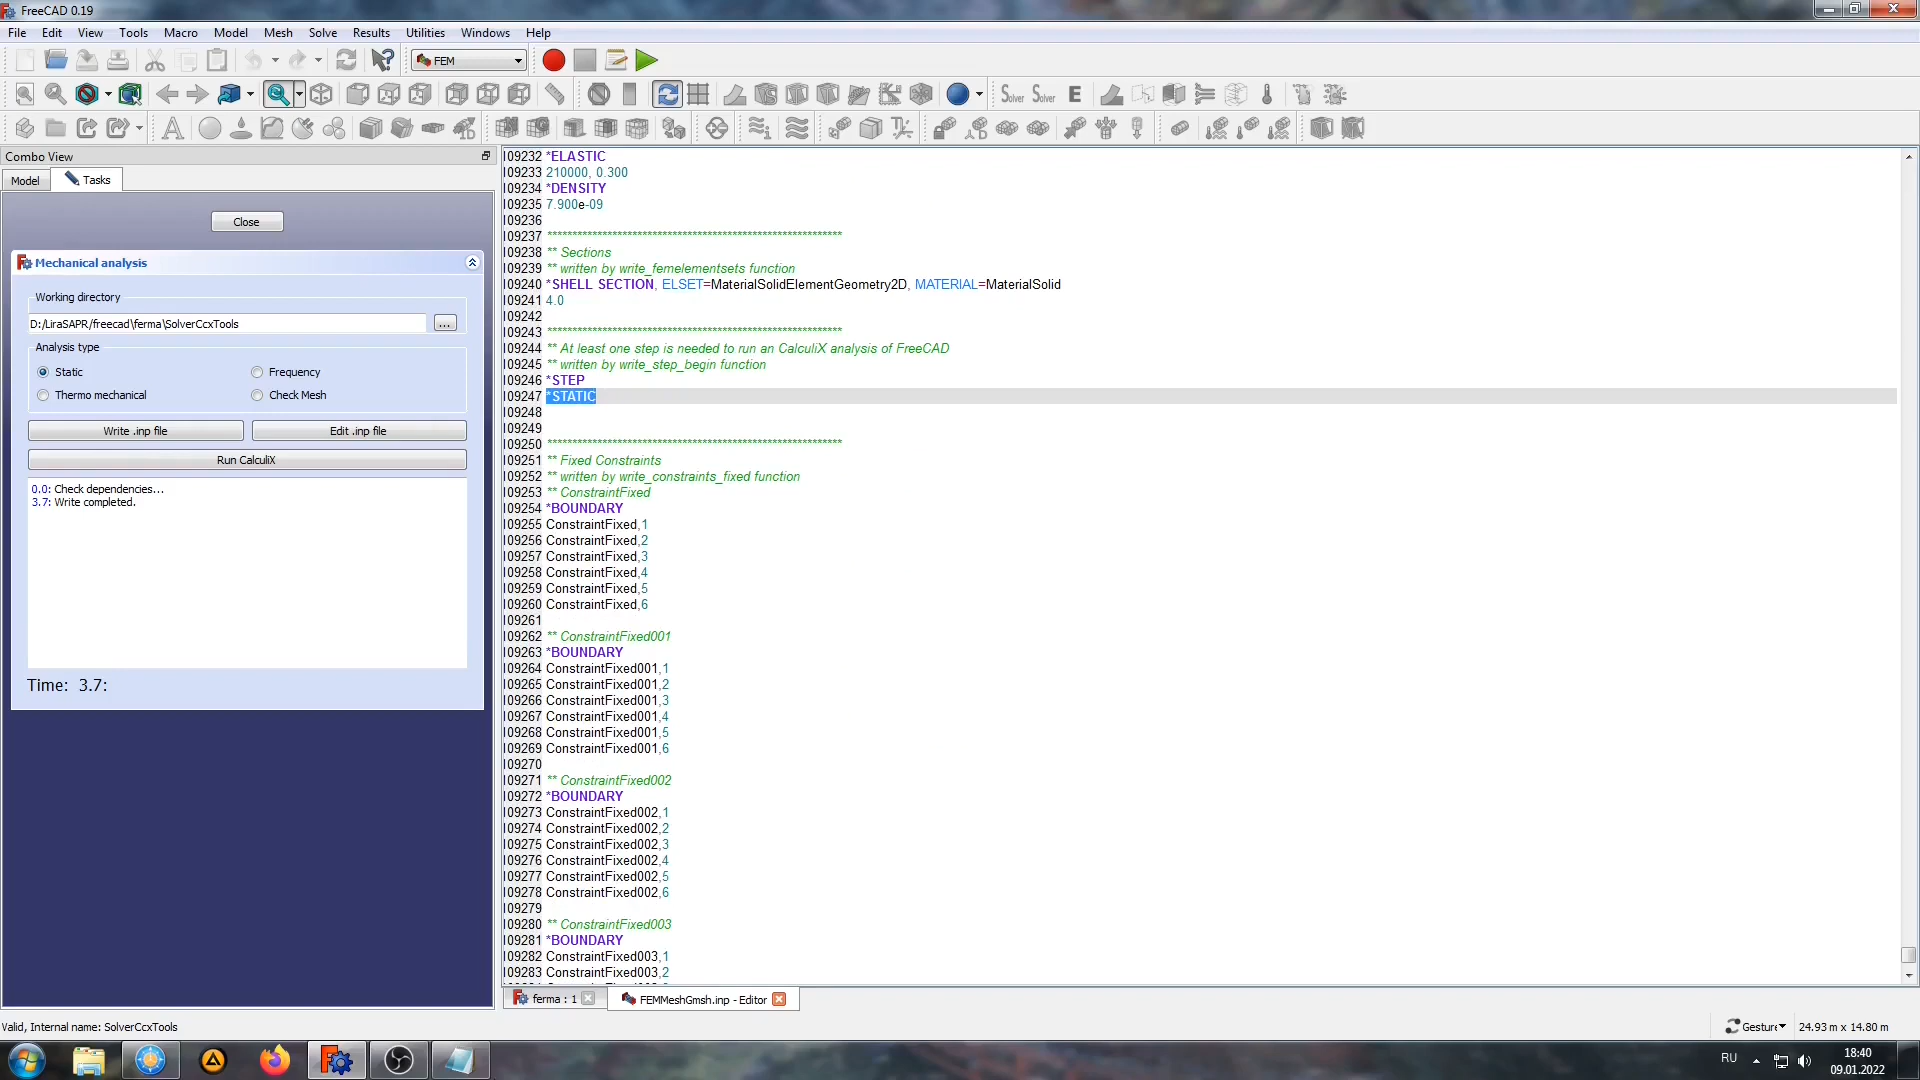 FreeCAD 0.19
File Edit View Tools Macro Model Mesh Solve Results Utilities Windows Help
FEM
Solver Solver E
Combo View
Model Tasks
Close
Mechanical analysis
Working directory
D:/LiraSAPR/freecad\ferma\SolverCcxTools
...
Analysis type
Static Frequency
Thermo mechanical Check Mesh
Write .inp file Edit .inp file
Run CalculiX
0.0: Check dependencies...
3.7: Write completed.
Time: 3.7:
109232 *ELASTIC
109233 210000, 0.300
109234 *DENSITY
109235 7.900e-09
109236
109237 ***********************************************************
109238 ** Sections
109239 ** written by write_femelementsets function
109240 *SHELL SECTION, ELSET=MaterialSolidElementGeometry2D, MATERIAL=MaterialSolid
109241 4.0
109242
109243 ***********************************************************
109244 ** At least one step is needed to run an CalculiX analysis of FreeCAD
109245 ** written by write_step_begin function
109246 *STEP
109247 *STATIC
109248
109249
109250 ***********************************************************
109251 ** Fixed Constraints
109252 ** written by write_constraints_fixed function
109253 ** ConstraintFixed
109254 *BOUNDARY
109255 ConstraintFixed,1
109256 ConstraintFixed,2
109257 ConstraintFixed,3
109258 ConstraintFixed,4
109259 ConstraintFixed,5
109260 ConstraintFixed,6
109261
109262 ** ConstraintFixed001
109263 *BOUNDARY
109264 ConstraintFixed001,1
109265 ConstraintFixed001,2
109266 ConstraintFixed001,3
109267 ConstraintFixed001,4
109268 ConstraintFixed001,5
109269 ConstraintFixed001,6
109270
109271 ** ConstraintFixed002
109272 *BOUNDARY
109273 ConstraintFixed002,1
109274 ConstraintFixed002,2
109275 ConstraintFixed002,3
109276 ConstraintFixed002,4
109277 ConstraintFixed002,5
109278 ConstraintFixed002,6
109279
109280 ** ConstraintFixed003
109281 *BOUNDARY
109282 ConstraintFixed003,1
109283 ConstraintFixed003,2
ferma : 1 FEMMeshGmsh.inp - Editor
Valid, Internal name: SolverCcxTools
Gesture 24.93 m x 14.80 m
RU
18:40
09.01.2022